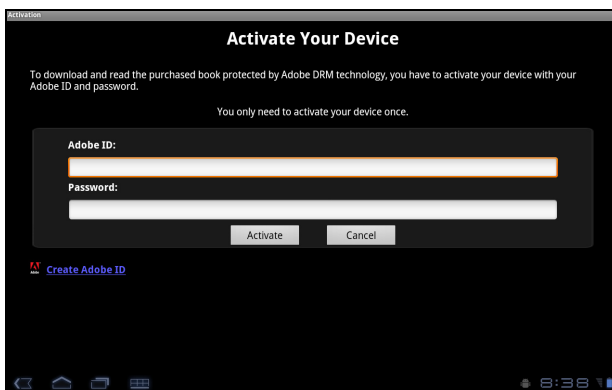 Activation
Activate Your Device
To download and read the purchased book protected by Adobe DRM technology, you have to activate your device with your
Adobe ID and password.
You only need to activate your device once.
Adobe ID:
Password:
Activate Cancel
Adobe Create Adobe ID
8:38